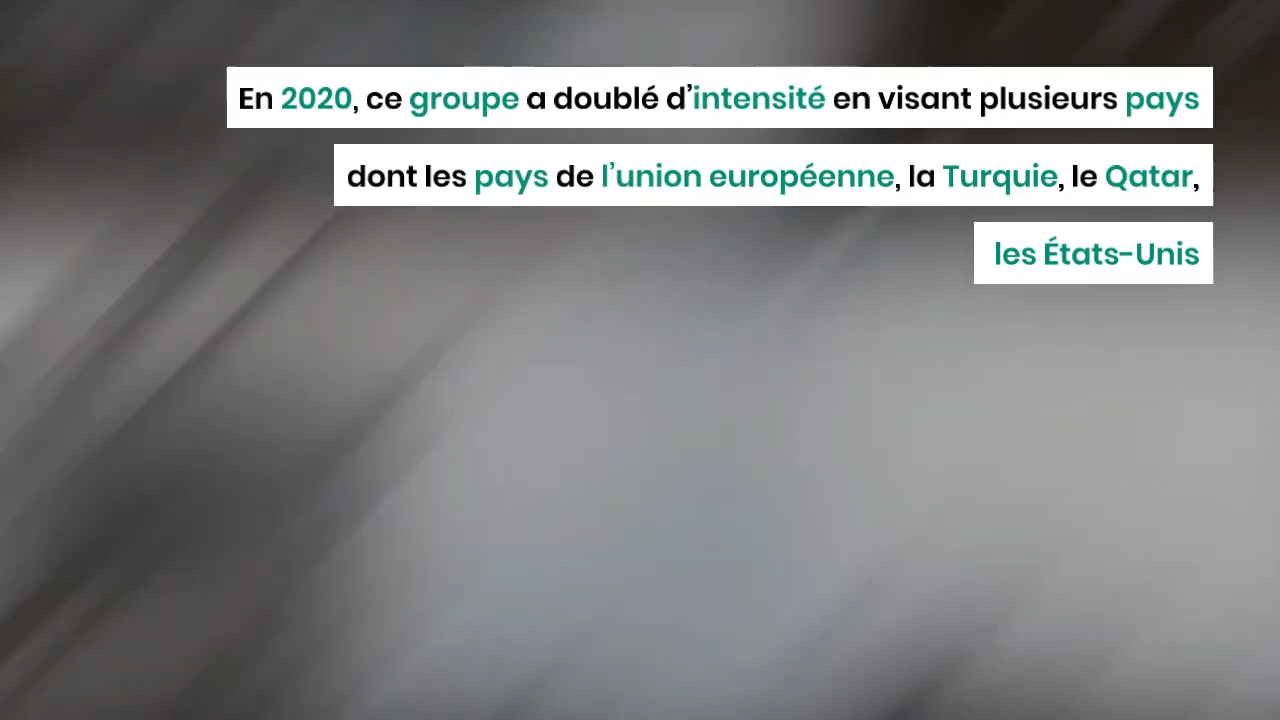 En 2020, ce groupe a doublé d’intensité en visant plusieurs pays
dont les pays de l’union européenne, la Turquie, le Qatar,
les États-Unis